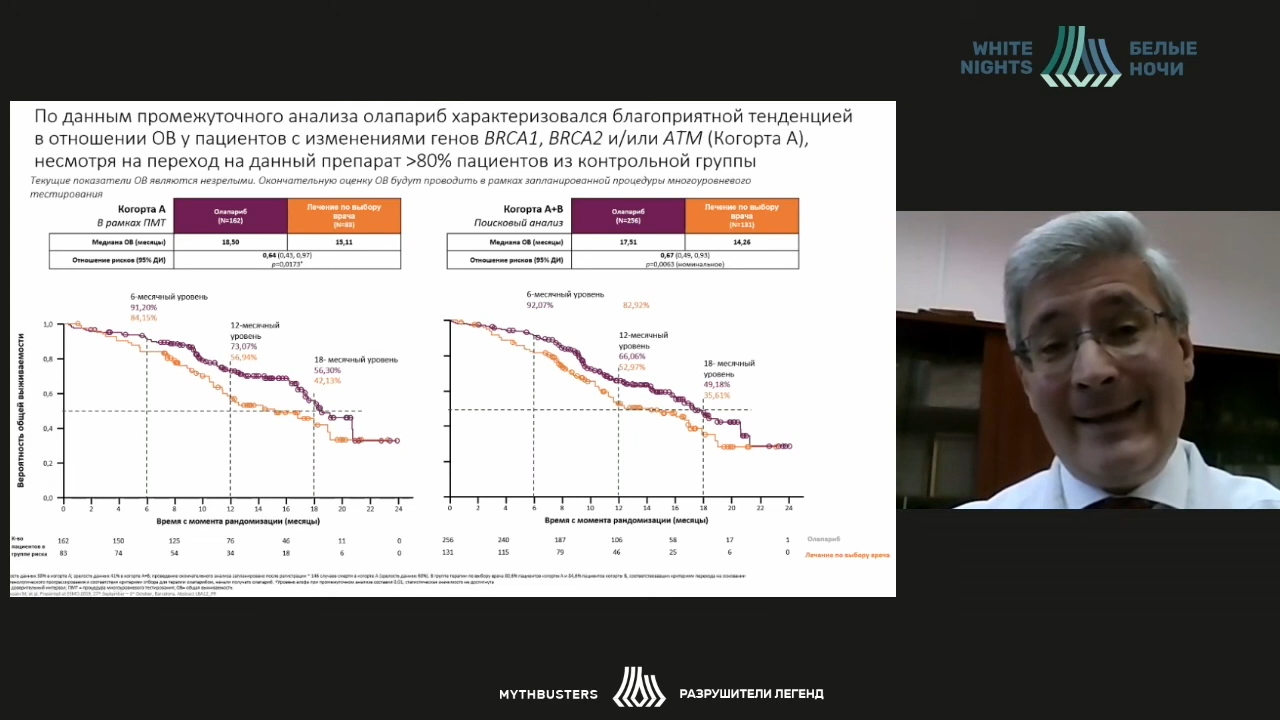 WHITE
NIGHTS
БЕЛЫЕ
НОЧИ
По данным промежуточного анализа олапариб характеризовался благоприятной тенденцией
в отношении ОВ у пациентов с изменениями генов BRCA1, BRCA2 и/или ATM (Когорта А),
несмотря на переход на данный препарат >80% пациентов из контрольной группы
Текущие показатели ОВ являются незрелыми. Окончательную оценку ОВ будут проводить в рамках запланированной процедуры многоуровневого
тестирования
Когорта А
В рамках ПМТ
Олапариб
(N=162)
Лечение по выбору
врача
(N=83)
Медиана ОВ (месяцы)
18,50
15,11
Отношение рисков (95% ДИ)
0,64 (0,43, 0,97)
p=0,0173*
Когорта А+В
Поисковый анализ
Олапариб
(N=256)
Лечение по выбору
врача
(N=131)
Медиана ОВ (месяцы)
17,51
14,26
Отношение рисков (95% ДИ)
0,67 (0,49, 0,93)
p=0,0063 (номинальное)
6-месячный уровень
91,20%
84,15%
12-месячный
уровень
73,07%
56,94%
18- месячный уровень
56,30%
42,13%
Вероятность общей выживаемости
1,0
0,8
0,6
0,4
0,2
0,0
0 2 4 6 8 10 12 14 16 18 20 22 24
Время с момента рандомизации (месяцы)
6-месячный уровень
92,07% 82,92%
12-месячный
уровень
66,06%
52,97%
18- месячный
уровень
49,18%
35,61%
0 2 4 6 8 10 12 14 16 18 20 22 24
Время с момента рандомизации (месяцы)
К-во
пациентов в
группе риска
162 150 125 76 46 11 0
83 74 54 34 18 6 0
256 240 187 106 58 17 1
131 115 79 46 25 6 0
Олапариб
Лечение по выбору врача
MYTHBUSTERS
РАЗРУШИТЕЛИ ЛЕГЕНД